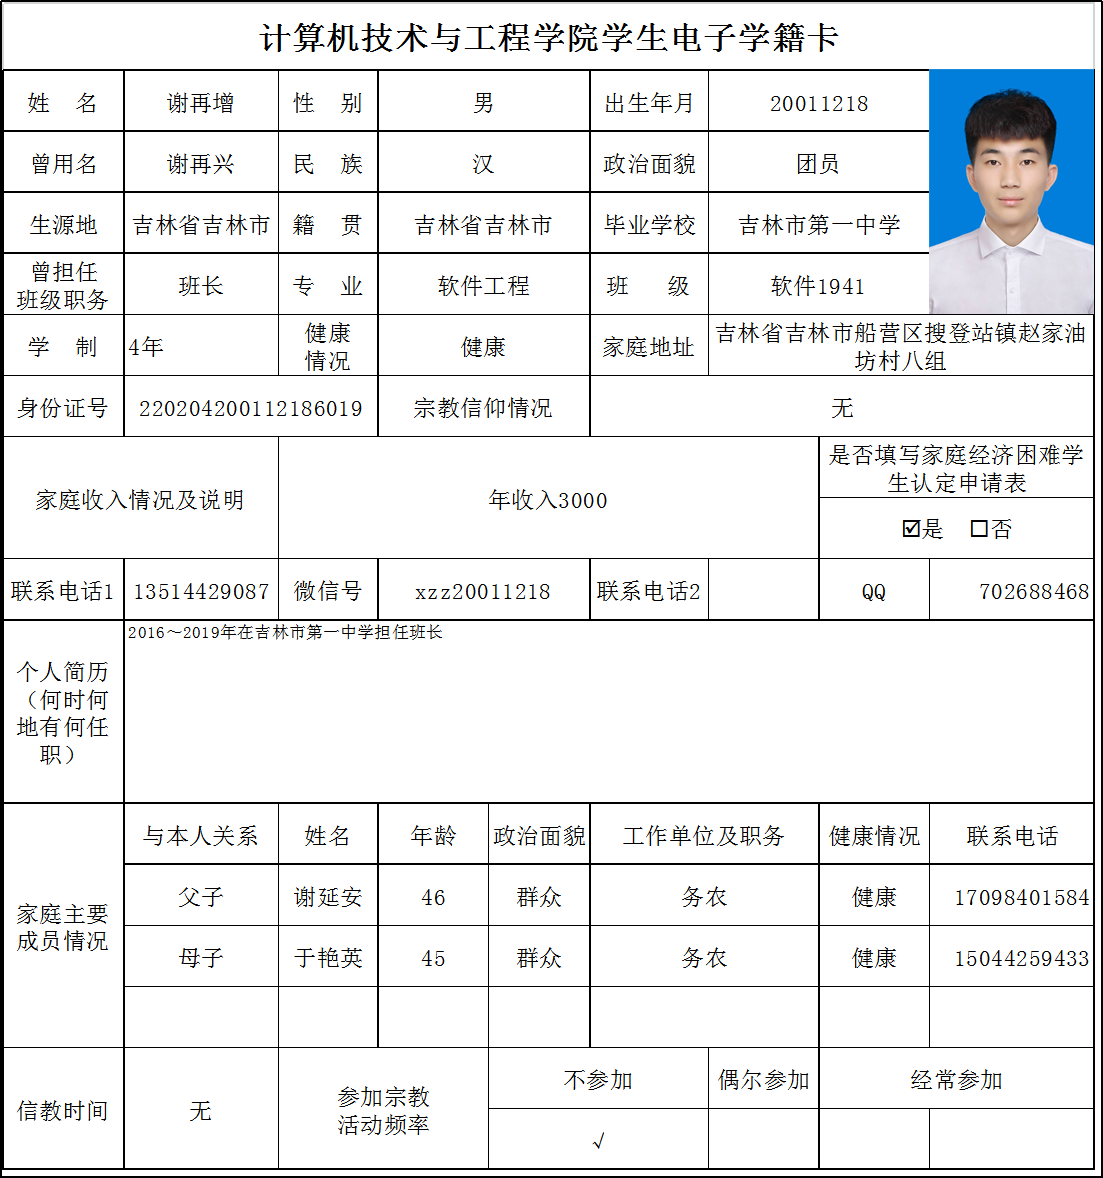 计算机技术与工程学院学生电子学籍卡
姓 名 谢再增 性 别 男 出生年月 20011218
曾用名 谢再兴 民 族 汉 政治面貌 团员
生源地 吉林省吉林市 籍 贯 吉林省吉林市 毕业学校 吉林市第一中学
曾担任
班级职务 班长 专 业 软件工程 班 级 软件1941
学 制 4年 健康
情况 健康 家庭地址 吉林省吉林市船营区搜登站镇赵家油
坊村八组
身份证号 220204200112186019 宗教信仰情况 无
家庭收入情况及说明 年收入3000 是否填写家庭经济困难学
生认定申请表
☑是 □否
联系电话1 13514429087 微信号 xzz20011218 联系电话2 QQ 702688468
个人简历
（何时何
地有何任
职） 2016～2019年在吉林市第一中学担任班长
家庭主要
成员情况 与本人关系 姓名 年龄 政治面貌 工作单位及职务 健康情况 联系电话
父子 谢延安 46 群众 务农 健康 17098401584
母子 于艳英 45 群众 务农 健康 15044259433
信教时间 无 参加宗教
活动频率 不参加 偶尔参加 经常参加
√